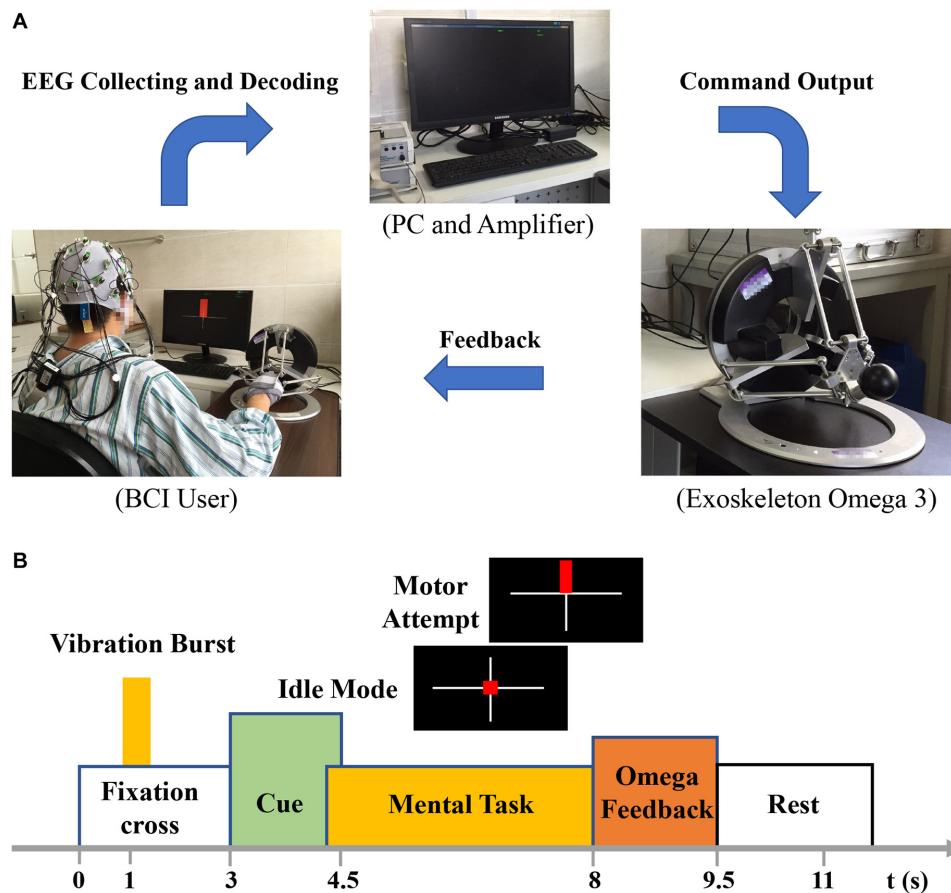 A
EEG Collecting and Decoding
Command Output
SAMSUNG
(PC and Amplifier)
Feedback
(BCI User)
(Exoskeleton Omega 3)
B
Motor
Attempt
Vibration Burst
Idle Mode
Fixation
cross
Cue
Mental Task
Omega
Feedback
Rest
0 1 3 4.5 8 9.5 11 t (s)